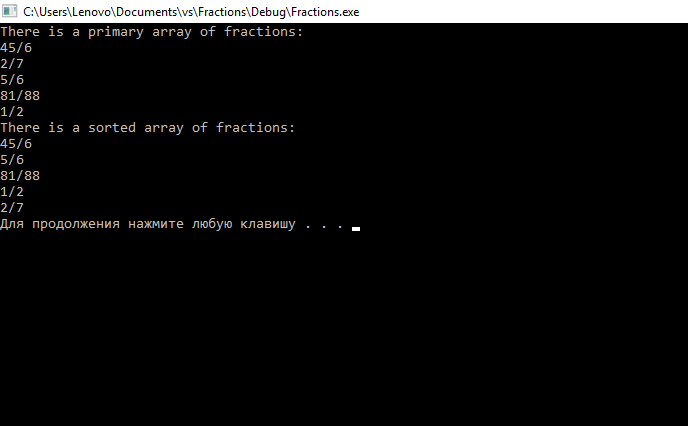 C:\Users\Lenovo\Documents\vs\Fractions\Debug\Fractions.exe
There is a primary array of fractions:
45/6
2/7
5/6
81/88
1/2
There is a sorted array of fractions:
45/6
5/6
81/88
1/2
2/7
Для продолжения нажмите любую клавишу . . .